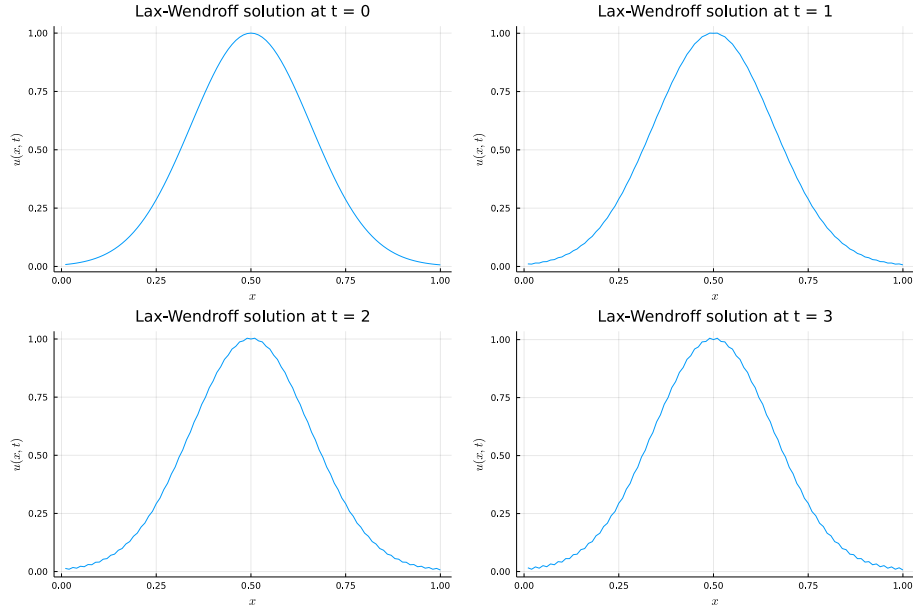 Lax-Wendroff solution at t = 0
1.00
0.75
0.50
0.25
0.00
u(x, t)
0.00 0.25 0.50 0.75 1.00
x
Lax-Wendroff solution at t = 1
1.00
0.75
0.50
0.25
0.00
u(x, t)
0.00 0.25 0.50 0.75 1.00
x
Lax-Wendroff solution at t = 2
1.00
0.75
0.50
0.25
0.00
u(x, t)
0.00 0.25 0.50 0.75 1.00
x
Lax-Wendroff solution at t = 3
1.00
0.75
0.50
0.25
0.00
u(x, t)
0.00 0.25 0.50 0.75 1.00
x